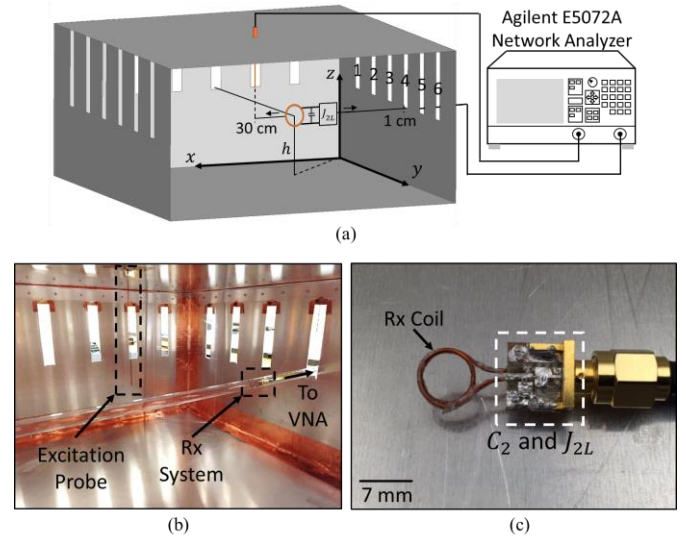 Agilent E5072A
Network Analyzer
z
1 2 3 4 5 6
J2L
30 cm
1 cm
h
x
y
(a)
Excitation
Probe
Rx
System
To
VNA
(b)
Rx Coil
C2 and J2L
7 mm
(c)